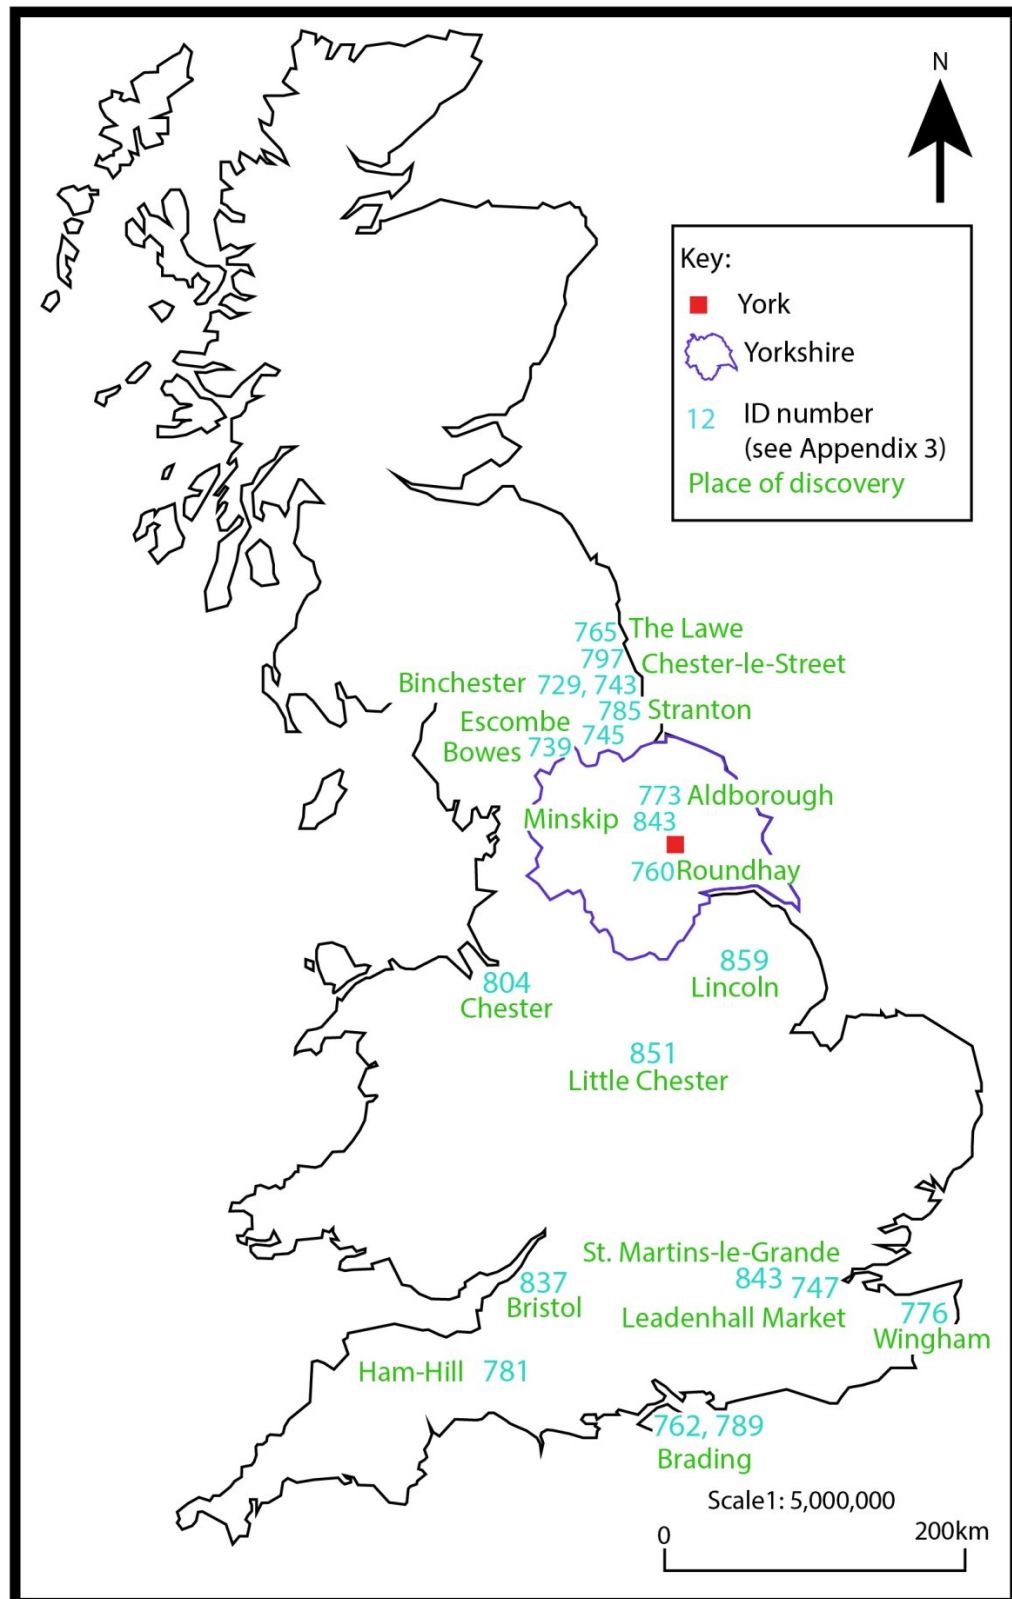 N
Key:
York
Yorkshire
12 ID number
(see Appendix 3)
Place of discovery
765 The Lawe
797 Chester-le-Street
Binchester 729, 743
785 Stranton
Escombe 745
Bowes 739
773 Aldborough
Minskip 843
760 Roundhay
859
Lincoln
804
Chester
851
Little Chester
St. Martins-le-Grande
843 747
Leadenhall Market
837
Bristol
776
Wingham
Ham-Hill 781
762, 789
Brading
Scale1: 5,000,000
0 200km